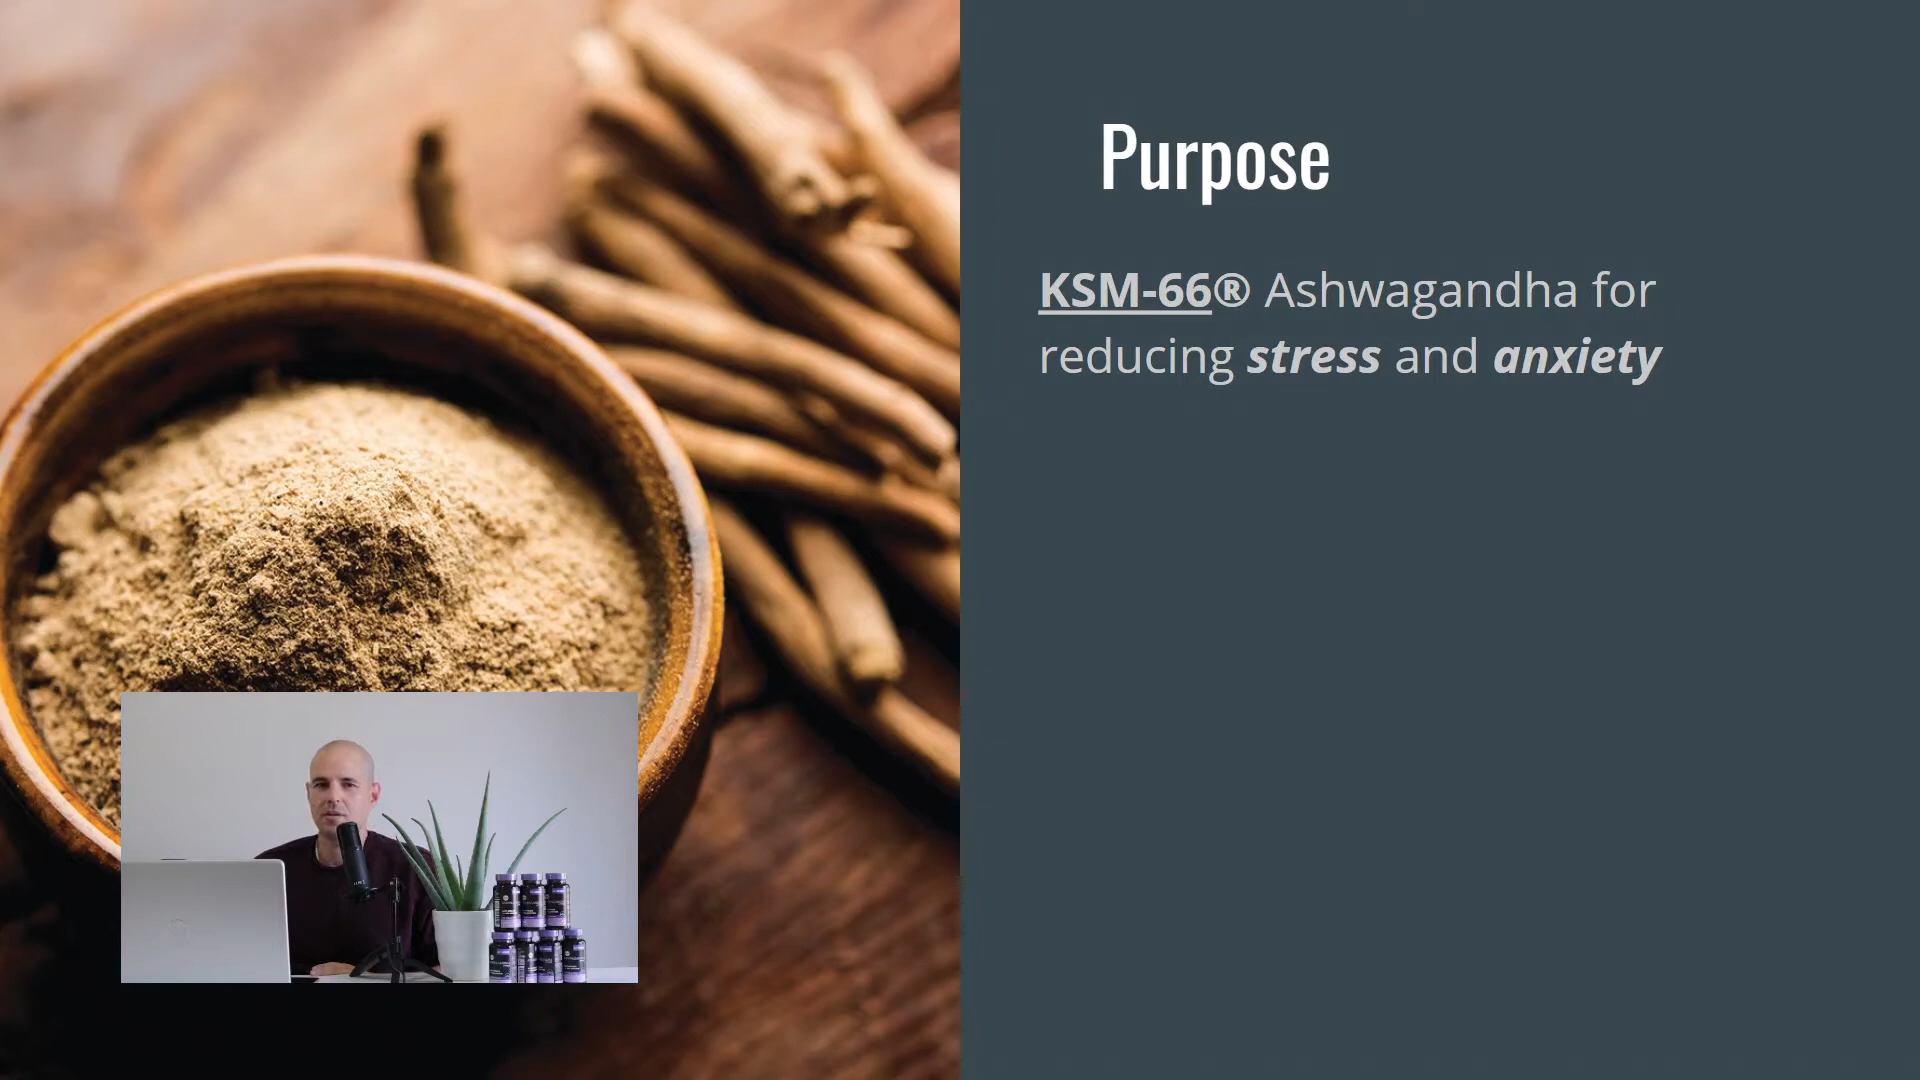 Purpose
KSM-66® Ashwagandha for
reducing stress and anxiety